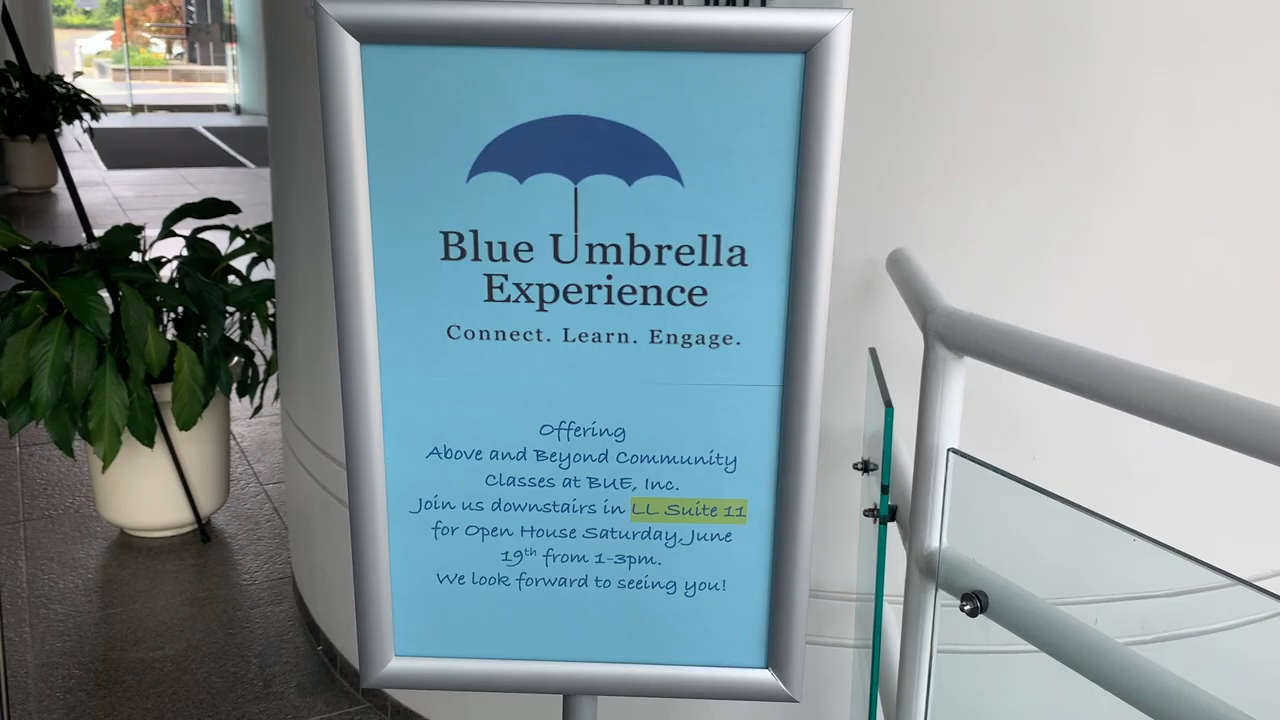 Blue Umbrella
Experience
Connect. Learn. Engage.
Offering
Above and Beyond Community
Classes at BUE, Inc.
Join us downstairs in LL Suite 11
for Open House Saturday, June
19th from 1-3pm.
We look forward to seeing you!